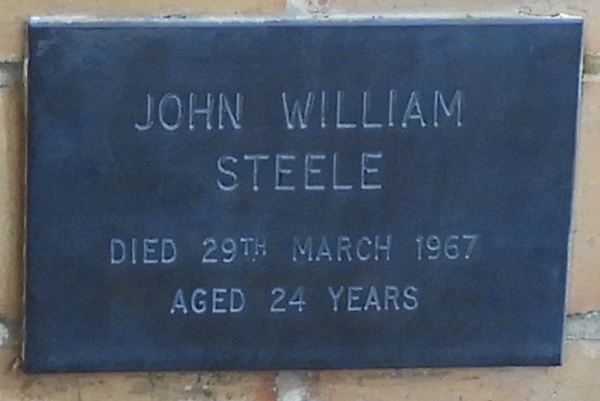 JOHN WILLIAM
STEELE
DIED 29TH MARCH 1967
AGED 24 YEARS